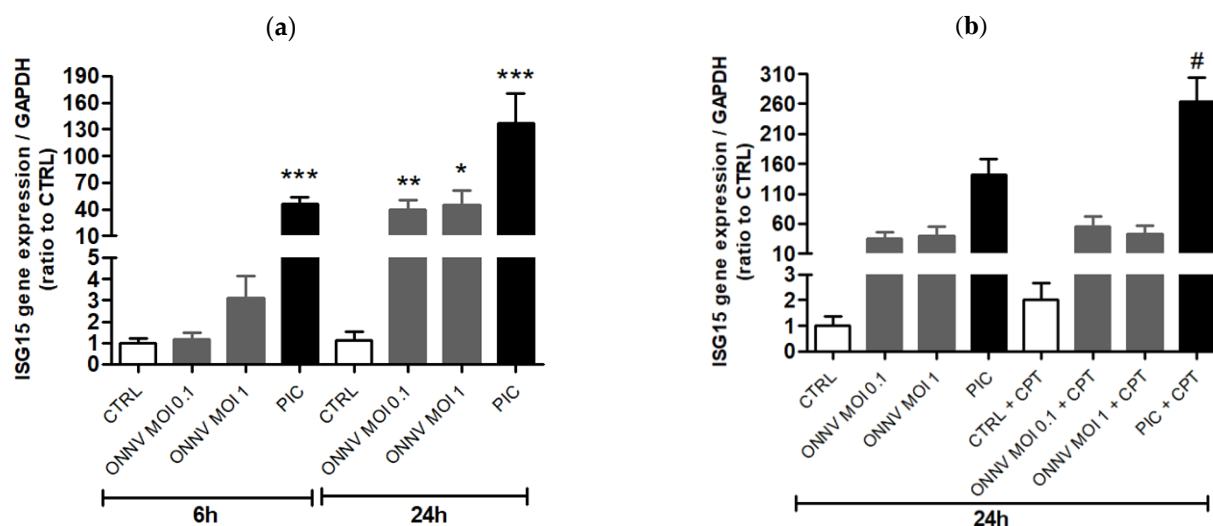 (a)
ISG15 gene expression / GAPDH
(ratio to CTRL)
190
160
130
100
70
40
10
5
4
3
2
1
0
***
**
*
***
CTRL
ONNV MOI 0.1
ONNV MOI 1
PIC
CTRL
ONNV MOI 0.1
ONNV MOI 1
PIC
6h
24h
(b)
ISG15 gene expression / GAPDH
(ratio to CTRL)
310
260
210
160
110
60
10
3
2
1
0
#
CTRL
ONNV MOI 0.1
ONNV MOI 1
PIC
CTRL + CPT
ONNV MOI 0.1 + CPT
ONNV MOI 1 + CPT
PIC + CPT
24h